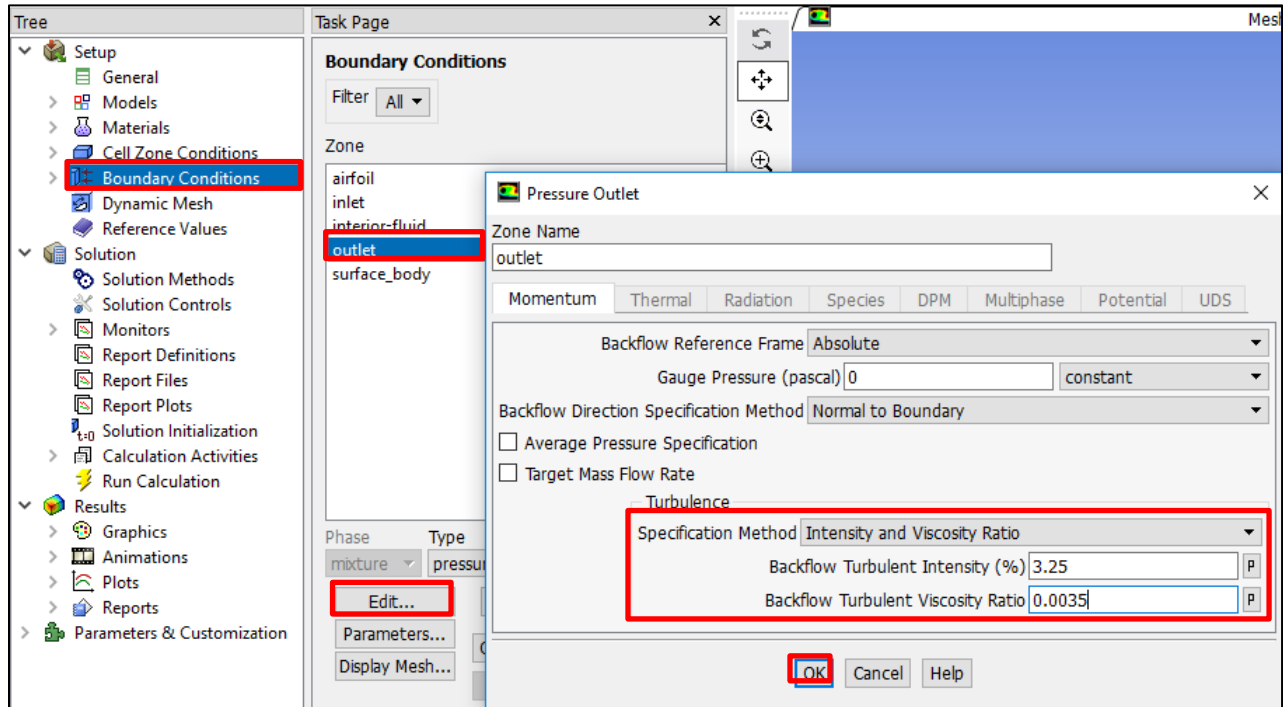 Tree
Setup
General
Models
Materials
Cell Zone Conditions
Boundary Conditions
Dynamic Mesh
Reference Values
Solution
Solution Methods
Solution Controls
Monitors
Report Definitions
Report Files
Report Plots
t=0 Solution Initialization
Calculation Activities
Run Calculation
Results
Graphics
Animations
Plots
Reports
Parameters & Customization
Task Page
Boundary Conditions
Filter All
Zone
airfoil
inlet
interior-fluid
outlet
surface_body
Phase Type
mixture
Edit...
Parameters...
Display Mesh...
Pressure Outlet
Zone Name
outlet
Momentum Thermal Radiation Species DPM Multiphase Potential UDS
Backflow Reference Frame Absolute
Gauge Pressure (pascal) 0 constant
Backflow Direction Specification Method Normal to Boundary
Average Pressure Specification
Target Mass Flow Rate
Turbulence
Specification Method Intensity and Viscosity Ratio
Backflow Turbulent Intensity (%) 3.25 P
Backflow Turbulent Viscosity Ratio 0.0035 P
OK Cancel Help